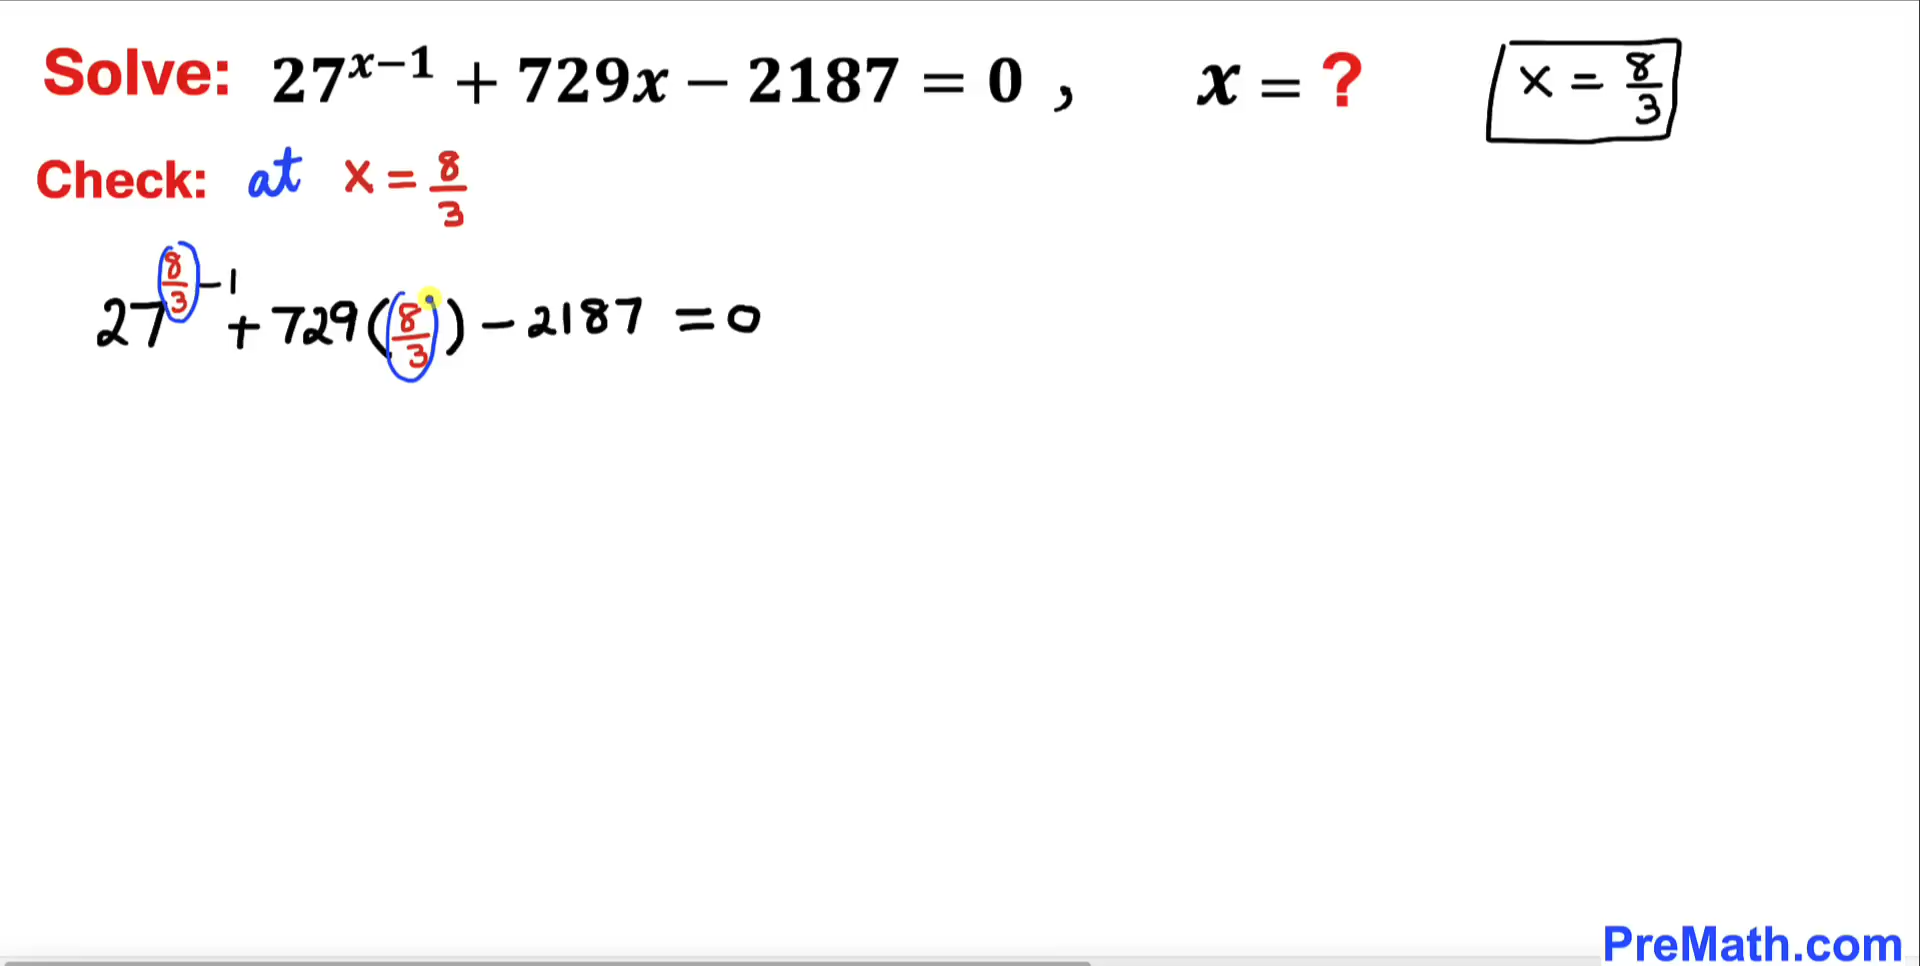 Solve: 27^{x-1} + 729x − 2187 = 0 , x = ? x = 8/3
Check: at x = 8/3
27^{8/3 - 1} + 729(8/3) − 2187 = 0
PreMath.com